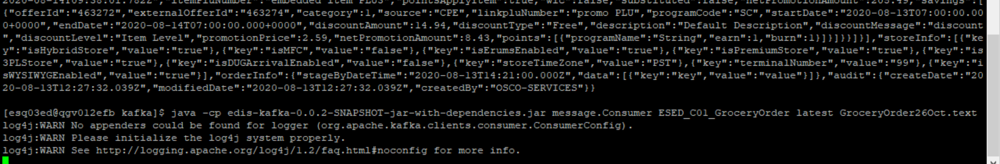 2020-08-14T09:38:01.782Z","itemPluNumber":"embedded item PLUS","pointsApplyItem":true,"wic":false,"substituted":false,"netPromotionAmount":205.49,"savings":[
{"offerId":"463272","externalOfferId":"463274","category":1,"source":"CPE","linkpluNumber":"promo PLU","programCode":"SC","startDate":"2020-08-13T07:00:00.00
0+0000","endDate":"2020-08-14T07:00:00.000+0000","discountAmount":14.94,"discountType":"Free","description":"Default Description","discountMessage":"discount
","discountLevel":"Item Level","promotionPrice":2.59,"netPromotionAmount":8.43,"points":[{"programName":"String","earn":1,"burn":1}]}]}}]}],"storeInfo":[{"ke
y":"isHybridStore","value":"true"},{"key":"isMFC","value":"false"},{"key":"isErumsEnabled","value":"true"},{"key":"isPremiumStore","value":"true"},{"key":"is
3PLStore","value":"true"},{"key":"isDUGArrivalEnabled","value":"false"},{"key":"storeTimeZone","value":"PST"},{"key":"terminalNumber","value":"99"},{"key":"i
sWYSIWYGEnabled","value":"true"}],"orderInfo":{"stageByDateTime":"2020-08-13T14:21:00.000Z","data":[{"key":"key","value":"value"}]},"audit":{"createDate":"20
20-08-13T12:27:32.039Z","modifiedDate":"2020-08-13T12:27:32.039Z","createdBy":"OSCO-SERVICES"}}
[esq03ed@qgv012efb kafka]$ java -cp edis-kafka-0.0.2-SNAPSHOT-jar-with-dependencies.jar message.Consumer ESED_C01_GroceryOrder latest GroceryOrder26Oct.text
log4j:WARN No appenders could be found for logger (org.apache.kafka.clients.consumer.ConsumerConfig).
log4j:WARN Please initialize the log4j system properly.
log4j:WARN See http://logging.apache.org/log4j/1.2/faq.html#noconfig for more info.